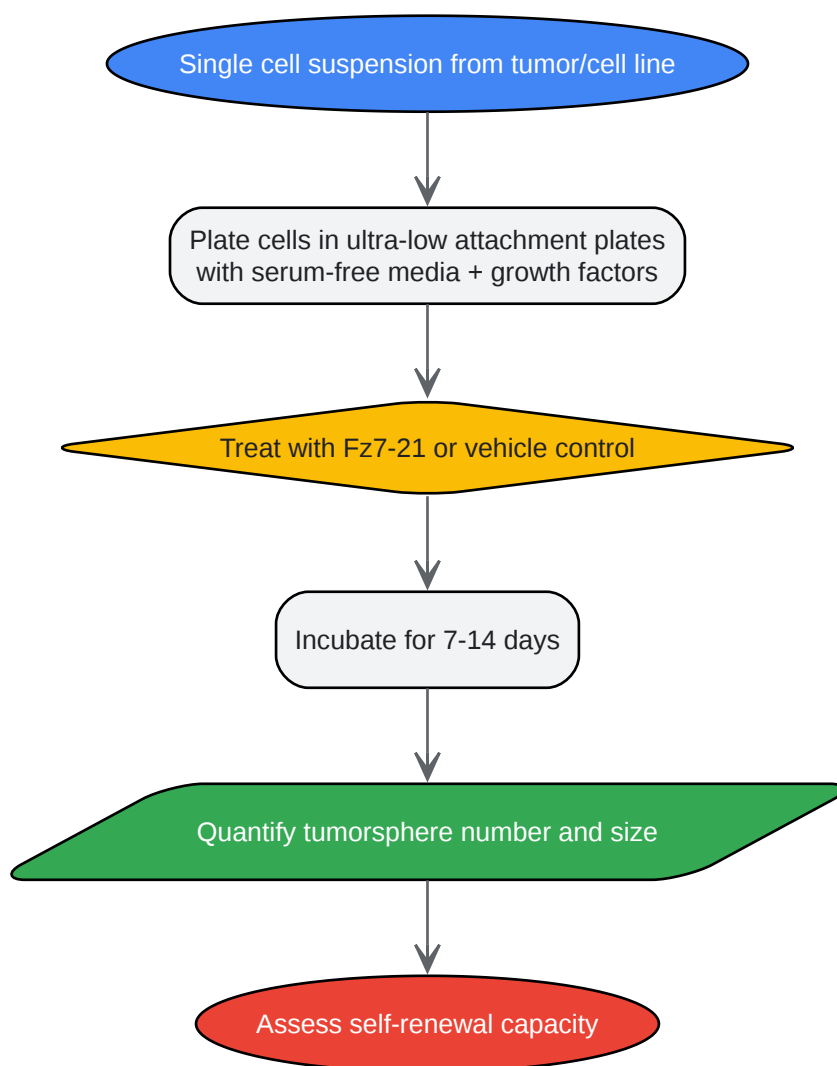 Single cell suspension from tumor/cell line
Plate cells in ultra-low attachment plates
with serum-free media + growth factors
Treat with Fz7-21 or vehicle control
Incubate for 7-14 days
Quantify tumorsphere number and size
Assess self-renewal capacity